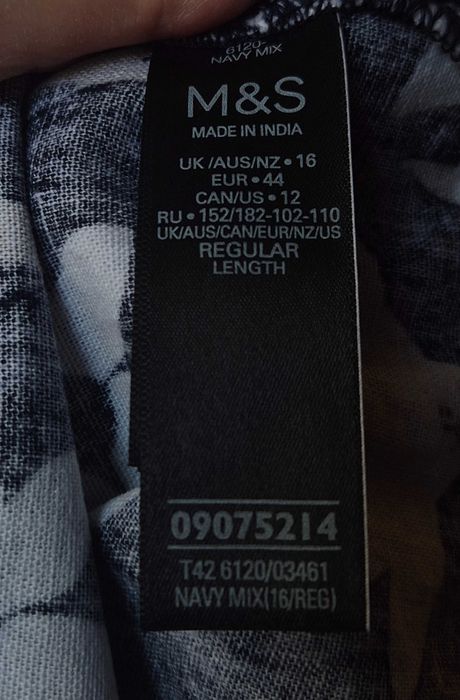 6120-
NAVY MIX
M&S
MADE IN INDIA
UK/AUS/NZ • 16
EUR • 44
CAN/US • 12
RU • 152/182-102-110
UK/AUS/CAN/EUR/NZ/US
REGULAR
LENGTH
09075214
T42 6120/03461
NAVY MIX(16/REG)